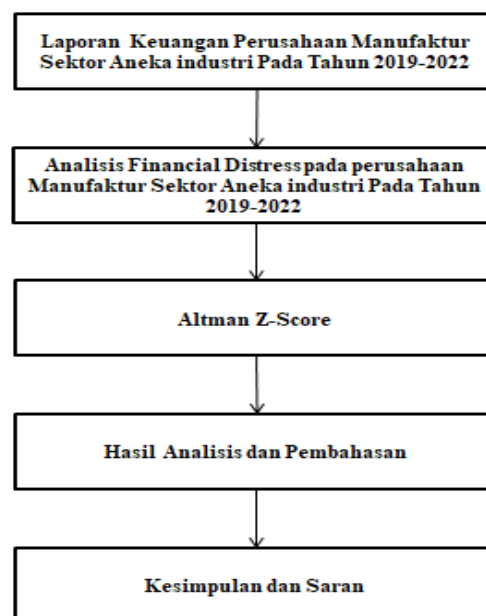 Laporan Keuangan Perusahaan Manufaktur
Sektor Aneka industri Pada Tahun 2019-2022
Analisis Financial Distress pada perusahaan
Manufaktur Sektor Aneka industri Pada Tahun
2019-2022
Altman Z-Score
Hasil Analisis dan Pembahasan
Kesimpulan dan Saran